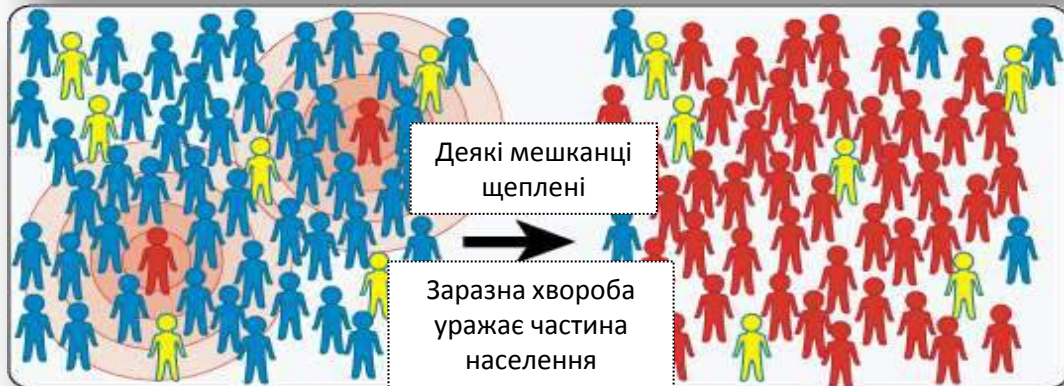 Деякі мешканці
щеплені
Заразна хвороба
уражає частина
населення